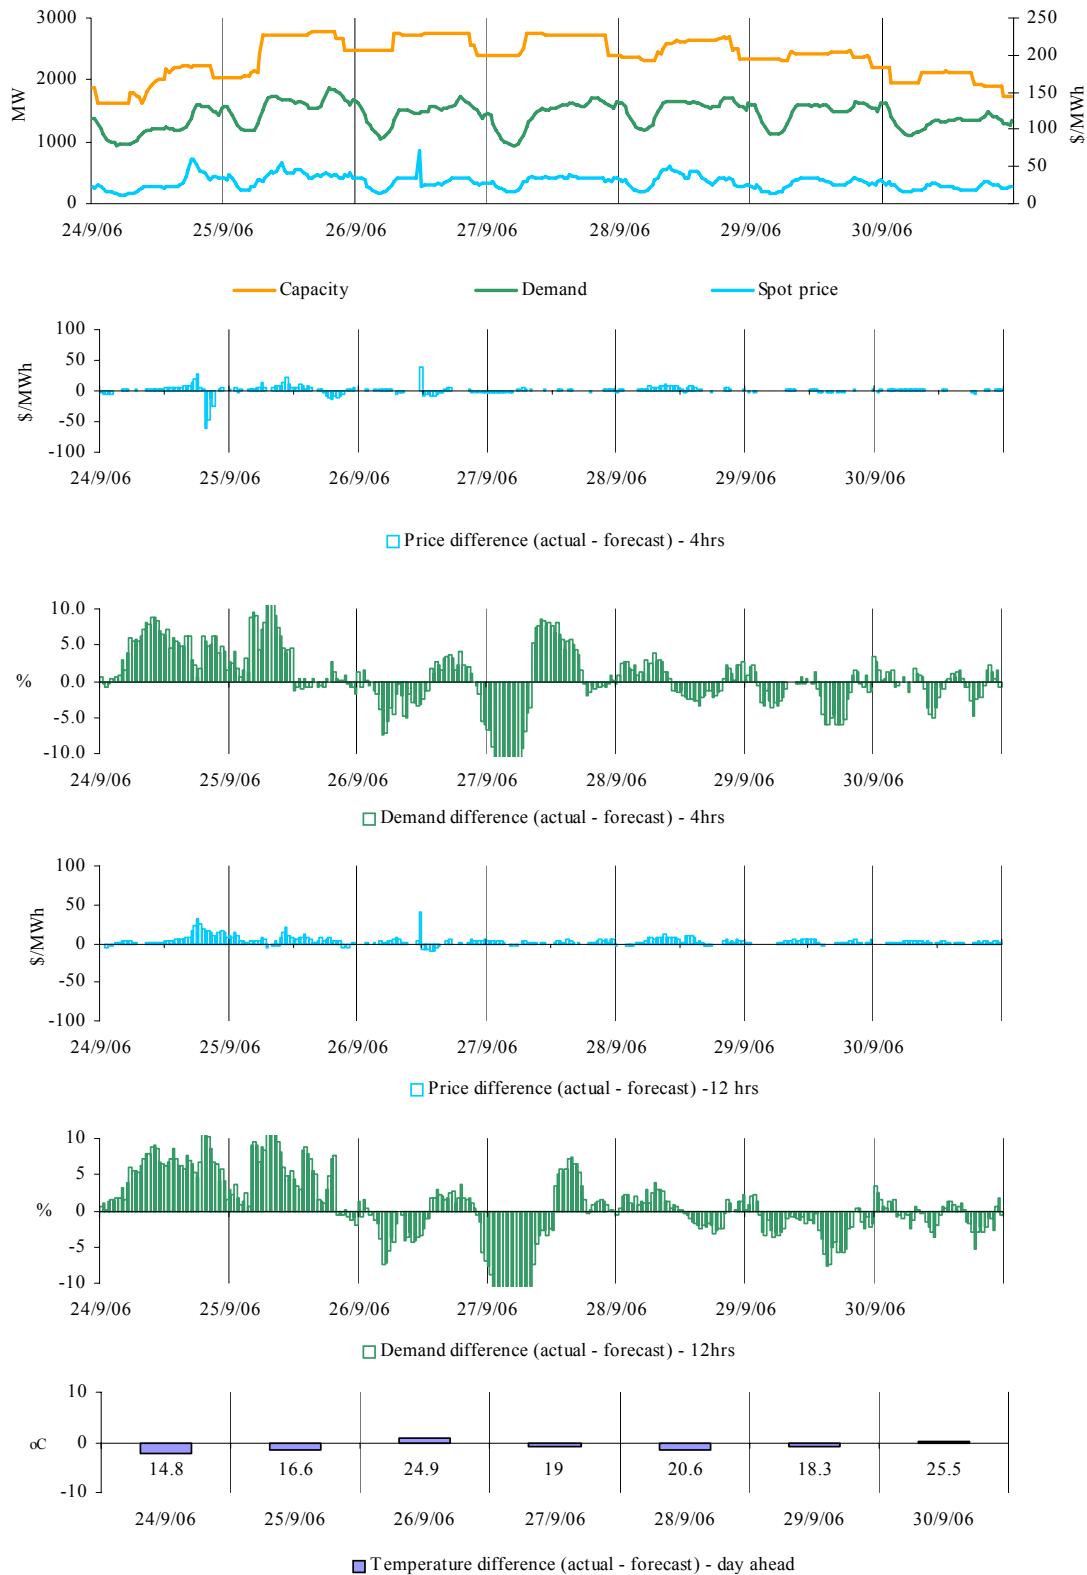 3000 250
200
2000 150
MW $/MWh
100
1000
50
0 0
24/9/06 25/9/06 26/9/06 27/9/06 28/9/06 29/9/06 30/9/06
Capacity Demand Spot price
100
50
$/MWh
0
-50
-100
24/9/06 25/9/06 26/9/06 27/9/06 28/9/06 29/9/06 30/9/06
Price difference (actual - forecast) - 4hrs
10.0
5.0
% 0.0
-5.0
-10.0
24/9/06 25/9/06 26/9/06 27/9/06 28/9/06 29/9/06 30/9/06
Demand difference (actual - forecast) - 4hrs
100
50
$/MWh
0
-50
-100
24/9/06 25/9/06 26/9/06 27/9/06 28/9/06 29/9/06 30/9/06
Price difference (actual - forecast) -12 hrs
10
5
% 0
-5
-10
24/9/06 25/9/06 26/9/06 27/9/06 28/9/06 29/9/06 30/9/06
Demand difference (actual - forecast) - 12hrs
10
oC 0
14.8 16.6 24.9 19 20.6 18.3 25.5
-10
24/9/06 25/9/06 26/9/06 27/9/06 28/9/06 29/9/06 30/9/06
Temperature difference (actual - forecast) - day ahead